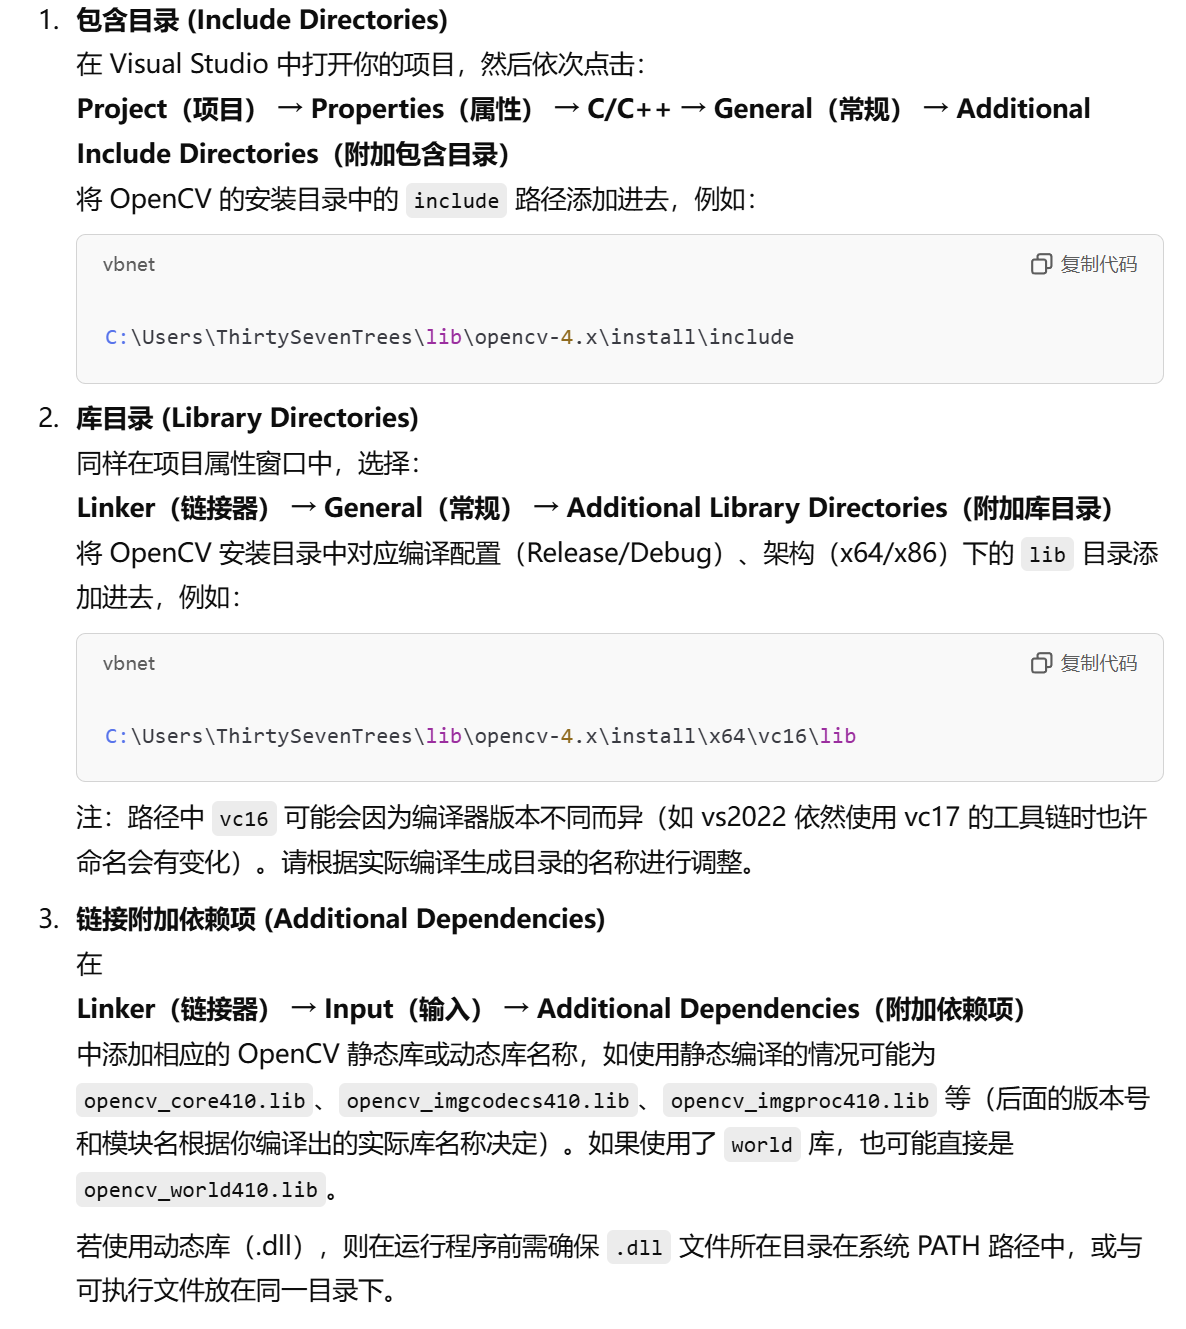 1. 包含目录 (Include Directories)
在 Visual Studio 中打开你的项目，然后依次点击：
Project（项目） → Properties（属性） → C/C++ → General（常规） → Additional
Include Directories（附加包含目录）
将 OpenCV 的安装目录中的 include 路径添加进去，例如：
vbnet 复制代码
C:\Users\ThirtySevenTrees\lib\opencv-4.x\install\include
2. 库目录 (Library Directories)
同样在项目属性窗口中，选择：
Linker（链接器） → General（常规） → Additional Library Directories（附加库目录）
将 OpenCV 安装目录中对应编译配置（Release/Debug）、架构（x64/x86）下的 lib 目录添
加进去，例如：
vbnet 复制代码
C:\Users\ThirtySevenTrees\lib\opencv-4.x\install\x64\vc16\lib
注：路径中 vc16 可能会因为编译器版本不同而异（如 vs2022 依然使用 vc17 的工具链时也许
命名会有变化）。请根据实际编译生成目录的名称进行调整。
3. 链接附加依赖项 (Additional Dependencies)
在
Linker（链接器） → Input（输入） → Additional Dependencies（附加依赖项）
中添加相应的 OpenCV 静态库或动态库名称，如使用静态编译的情况可能为
opencv_core410.lib、opencv_imgcodecs410.lib、opencv_imgproc410.lib 等（后面的版本号
和模块名根据你编译出的实际库名称决定）。如果使用了 world 库，也可能直接是
opencv_world410.lib。
若使用动态库（.dll），则在运行程序前需确保 .dll 文件所在目录在系统 PATH 路径中，或与
可执行文件放在同一目录下。